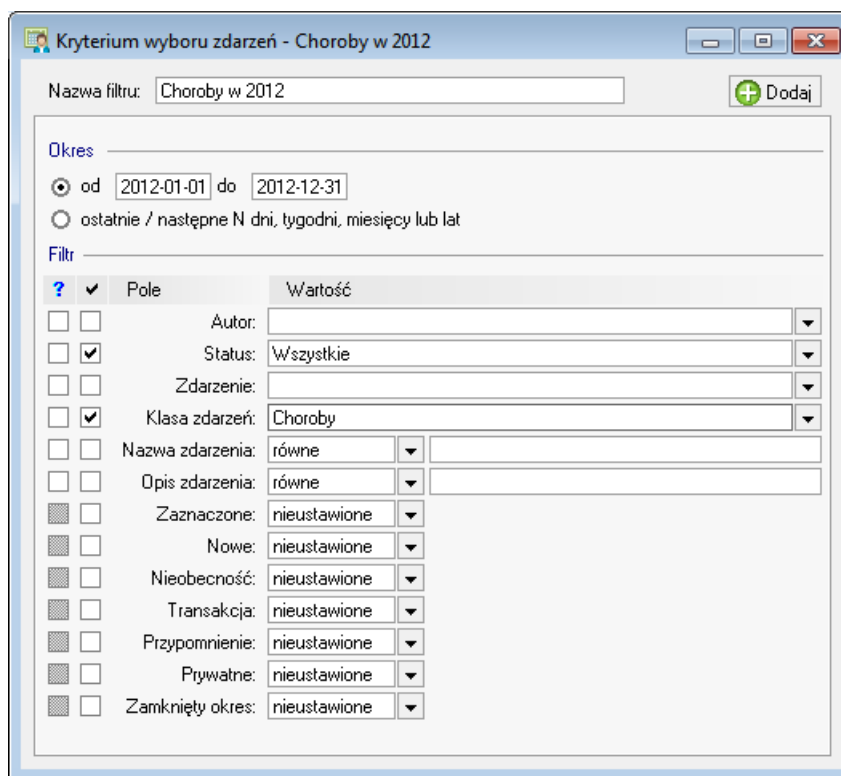 Kryterium wyboru zdarzeń - Choroby w 2012
Nazwa filtru: Choroby w 2012 Dodaj
Okres
od 2012-01-01 do 2012-12-31
ostatnie / następne N dni, tygodni, miesięcy lub lat
Filtr
? Pole Wartość
Autor:
Status: Wszystkie
Zdarzenie:
Klasa zdarzeń: Choroby
Nazwa zdarzenia: równe
Opis zdarzenia: równe
Zaznaczone: nieustawione
Nowe: nieustawione
Nieobecność: nieustawione
Transakcja: nieustawione
Przypomnienie: nieustawione
Prywatne: nieustawione
Zamknięty okres: nieustawione